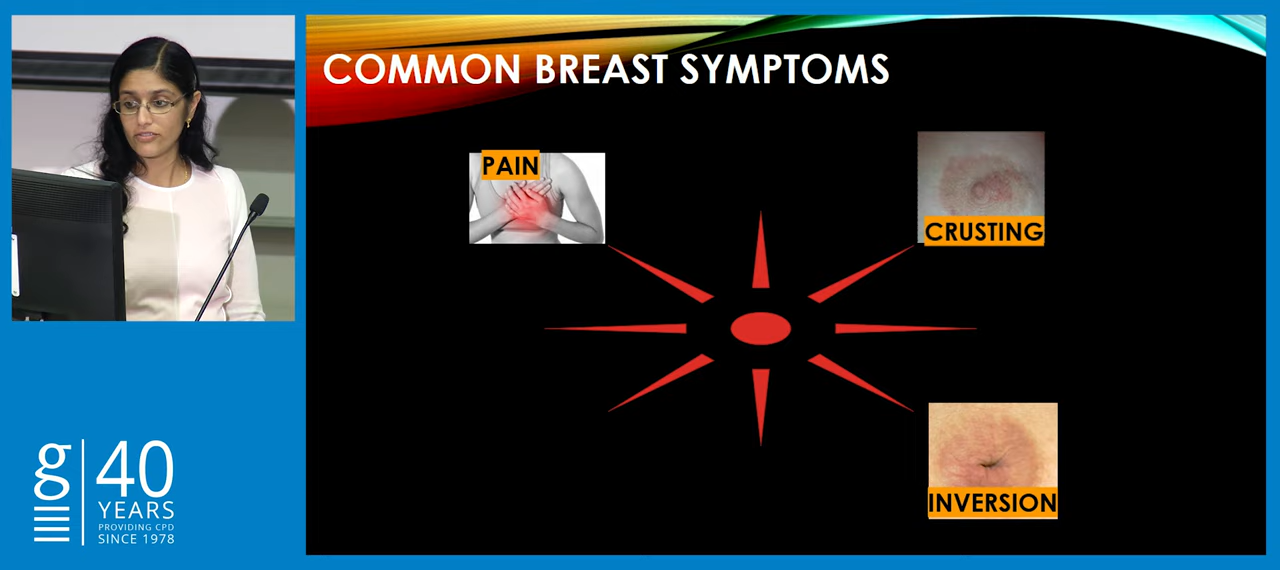 COMMON BREAST SYMPTOMS
PAIN
CRUSTING
INVERSION
g
40
YEARS
PROVIDING CPD
SINCE 1978